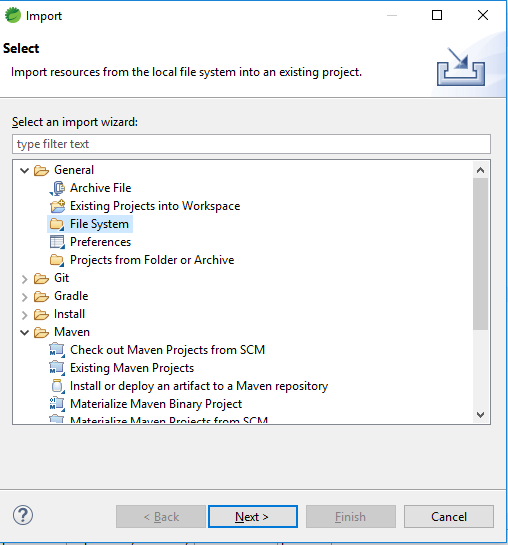 Import
Select
Import resources from the local file system into an existing project.
Select an import wizard:
type filter text
General
Archive File
Existing Projects into Workspace
File System
Preferences
Projects from Folder or Archive
Git
Gradle
Install
Maven
Check out Maven Projects from SCM
Existing Maven Projects
Install or deploy an artifact to a Maven repository
Materialize Maven Binary Project
Materialize Maven Projects from SCM
< Back Next > Finish Cancel